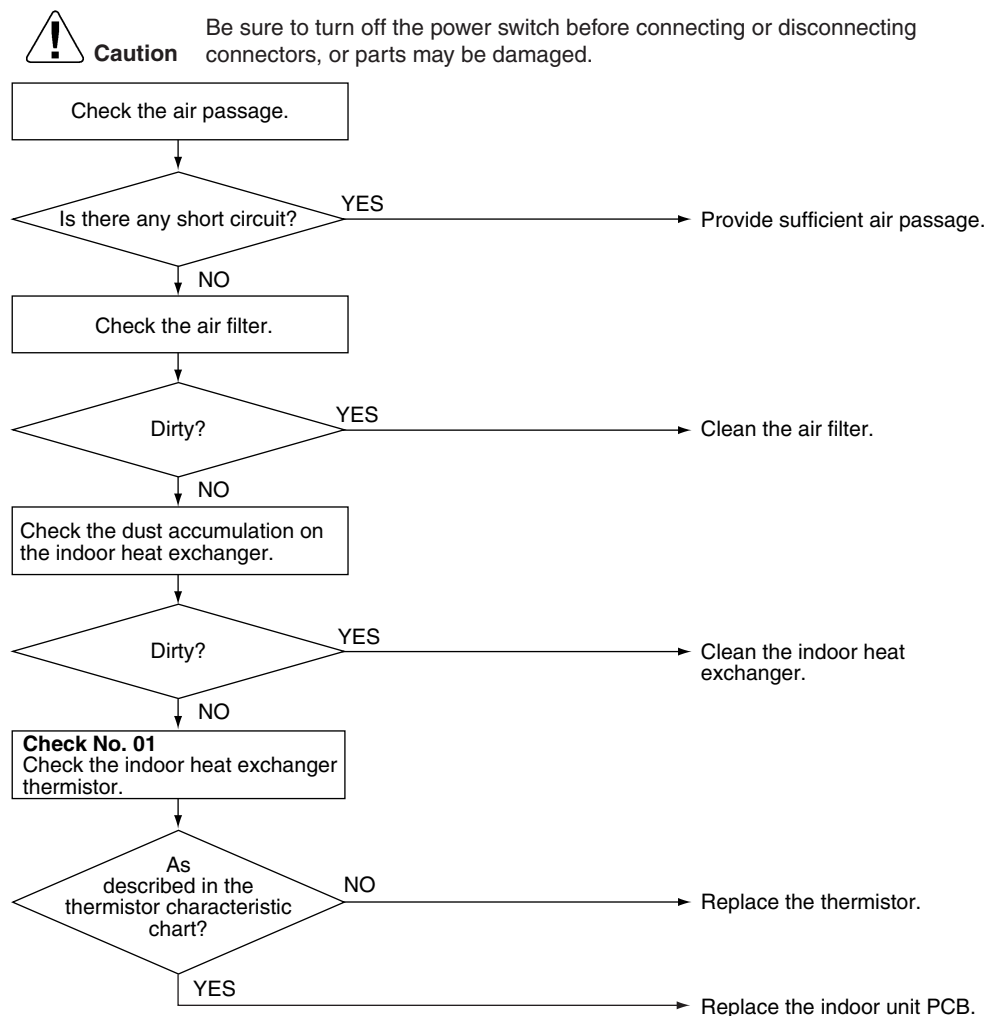 Be sure to turn off the power switch before connecting or disconnecting
Caution connectors, or parts may be damaged.
Check the air passage.
Is there any short circuit?
YES
Provide sufficient air passage.
NO
Check the air filter.
Dirty?
YES
Clean the air filter.
NO
Check the dust accumulation on
the indoor heat exchanger.
Dirty?
YES
Clean the indoor heat
exchanger.
NO
Check No. 01
Check the indoor heat exchanger
thermistor.
As
described in the
thermistor characteristic
chart?
NO
Replace the thermistor.
YES
Replace the indoor unit PCB.